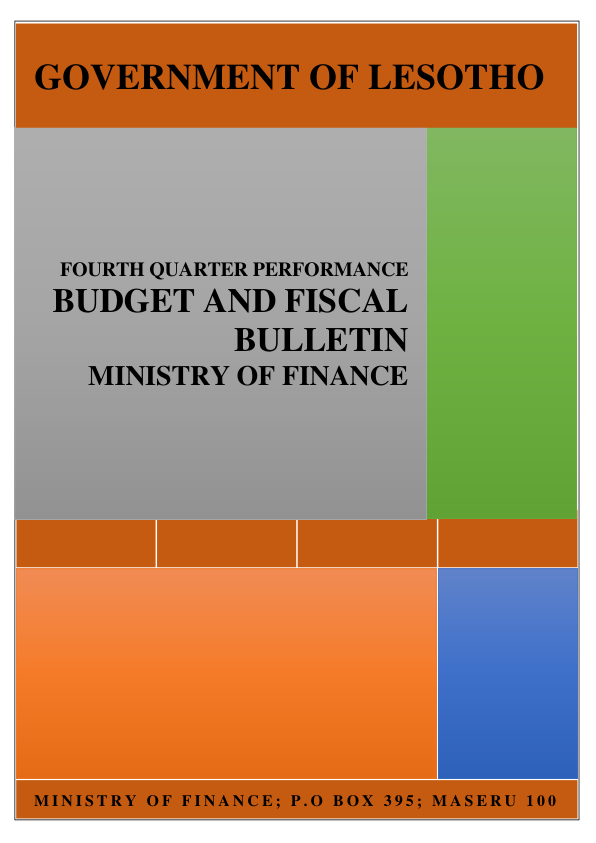 GOVERNMENT OF LESOTHO
FOURTH QUARTER PERFORMANCE
BUDGET AND FISCAL
BULLETIN
MINISTRY OF FINANCE
MINISTRY OF FINANCE; P.O BOX 395; MASERU 100